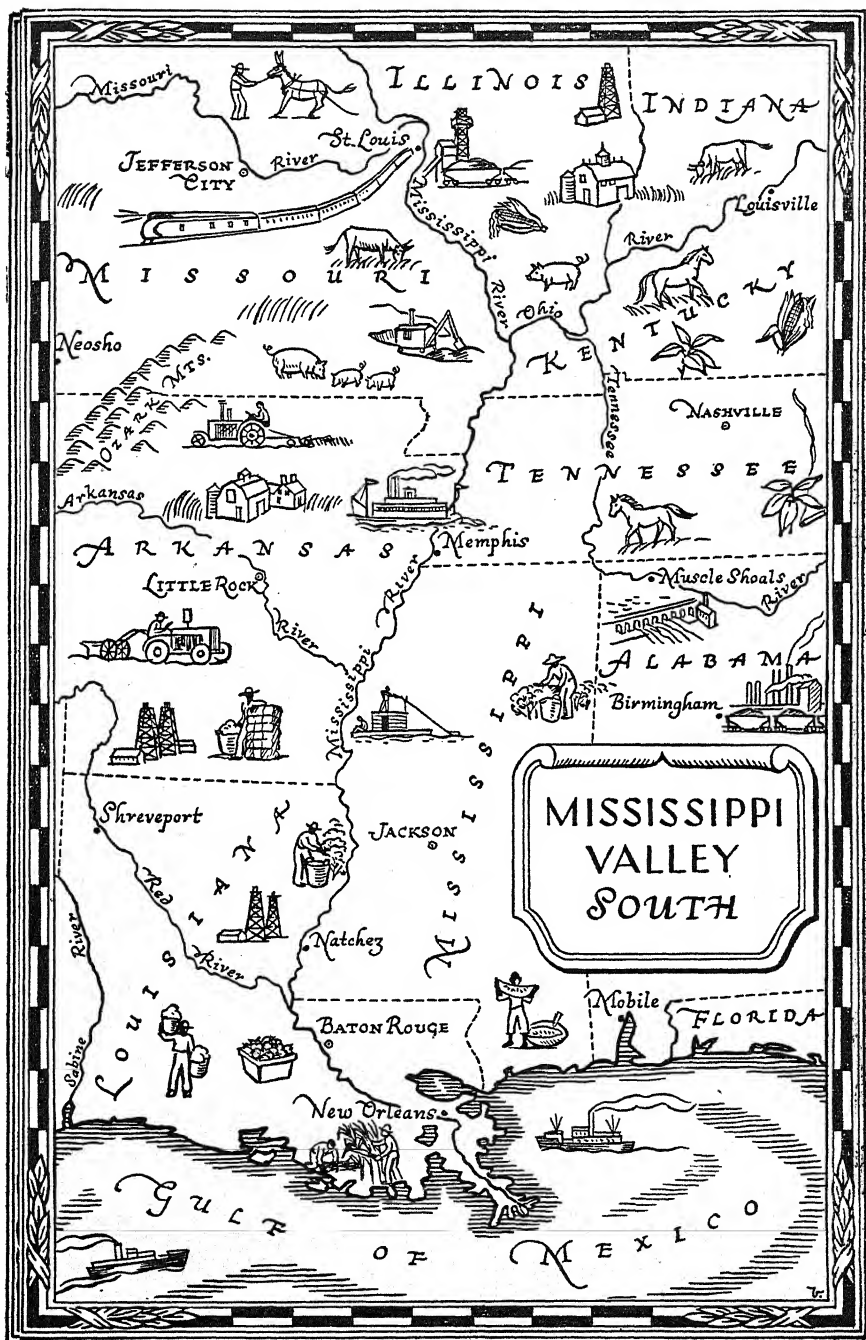 Missouri
ILLINOIS
INDIANA
St. Louis
JEFFERSON
CITY
River
Mississippi
River
Louisville
River
Ohio
MISSOURI
KENTUCKY
Neosho
OZARK MTS.
Tennessee
NASHVILLE
TENNESSEE
Arkansas
ARKANSAS
Memphis
River
Muscle Shoals
River
LITTLE ROCK
River
Mississippi
ALABAMA
Birmingham
MISSISSIPPI
MISSISSIPPI
VALLEY
SOUTH
Shreveport
JACKSON
LOUISIANA
Red
River
Natchez
River
Sabine
BATON ROUGE
Mobile
FLORIDA
New Orleans
GULF
OF
MEXICO